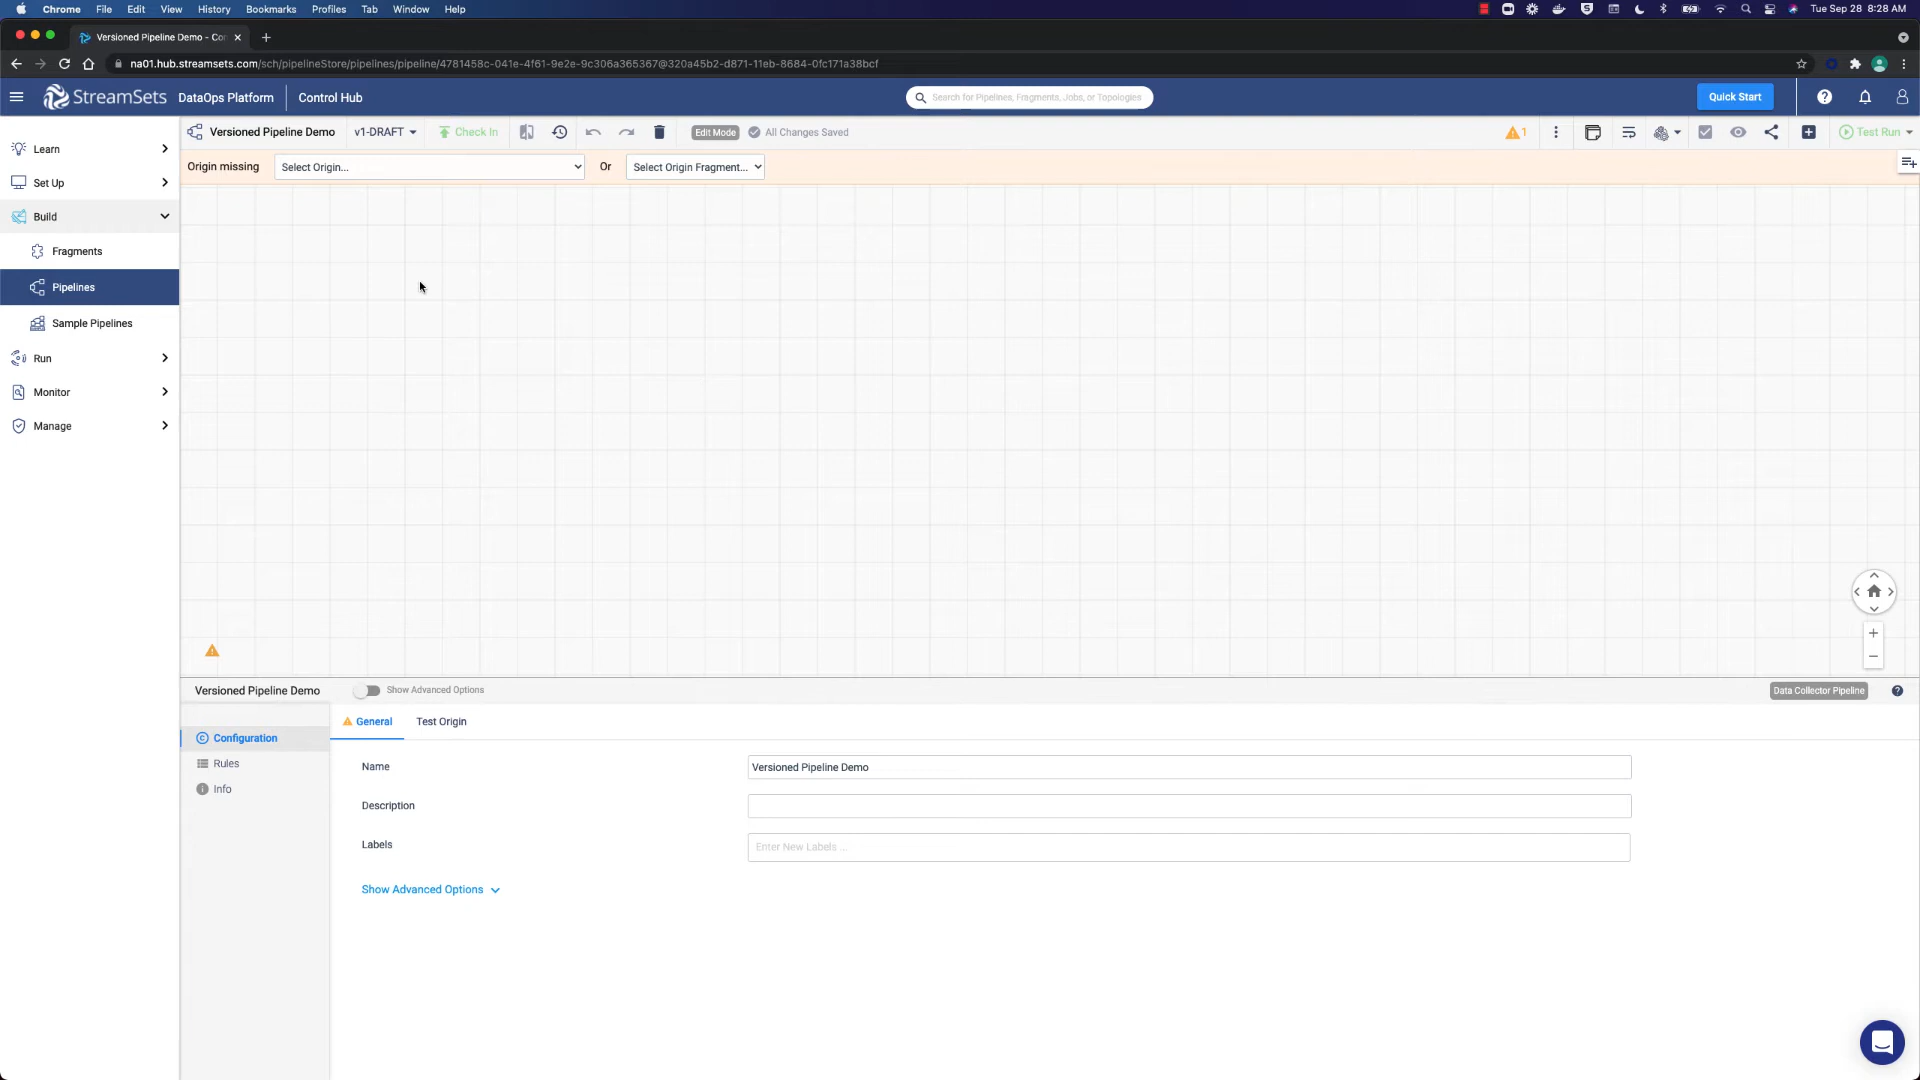 Chrome File Edit View History Bookmarks Profiles Tab Window Help Tue Sep 28 8:28 AM
Versioned Pipeline Demo - Co
na01.hub.streamsets.com/sch/pipelineStore/pipelines/pipeline/4781458c-041e-4f61-9e2e-9c306a365367@320a45b2-d871-11eb-8684-0fc171a38bcf
StreamSets DataOps Platform Control Hub Search for Pipelines, Fragments, Jobs, or Topologies Quick Start
Versioned Pipeline Demo v1-DRAFT Check In Edit Mode All Changes Saved 1 Test Run
Origin missing Select Origin... Or Select Origin Fragment...
Learn
Set Up
Build
Fragments
Pipelines
Sample Pipelines
Run
Monitor
Manage
Versioned Pipeline Demo Show Advanced Options Data Collector Pipeline
General Test Origin
Configuration
Rules
Info
Name Versioned Pipeline Demo
Description
Labels Enter New Labels ...
Show Advanced Options